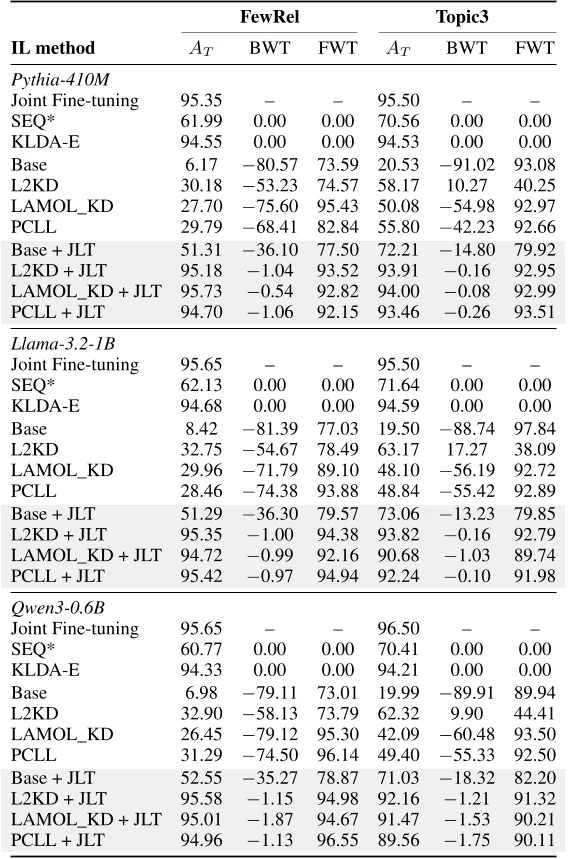 FewRel Topic3
IL method A_T BWT FWT A_T BWT FWT
Pythia-410M
Joint Fine-tuning 95.35 – – 95.50 – –
SEQ* 61.99 0.00 0.00 70.56 0.00 0.00
KLDA-E 94.55 0.00 0.00 94.53 0.00 0.00
Base 6.17 −80.57 73.59 20.53 −91.02 93.08
L2KD 30.18 −53.23 74.57 58.17 10.27 40.25
LAMOL_KD 27.70 −75.60 95.43 50.08 −54.98 92.97
PCLL 29.79 −68.41 82.84 55.80 −42.23 92.66
Base + JLT 51.31 −36.10 77.50 72.21 −14.80 79.92
L2KD + JLT 95.18 −1.04 93.52 93.91 −0.16 92.95
LAMOL_KD + JLT 95.73 −0.54 92.82 94.00 −0.08 92.99
PCLL + JLT 94.70 −1.06 92.15 93.46 −0.26 93.51
Llama-3.2-1B
Joint Fine-tuning 95.65 – – 95.50 – –
SEQ* 62.13 0.00 0.00 71.64 0.00 0.00
KLDA-E 94.68 0.00 0.00 94.59 0.00 0.00
Base 8.42 −81.39 77.03 19.50 −88.74 97.84
L2KD 32.75 −54.67 78.49 63.17 17.27 38.09
LAMOL_KD 29.96 −71.79 89.10 48.10 −56.19 92.72
PCLL 28.46 −74.38 93.88 48.84 −55.42 92.89
Base + JLT 51.29 −36.30 79.57 73.06 −13.23 79.85
L2KD + JLT 95.35 −1.00 94.38 93.82 −0.16 92.79
LAMOL_KD + JLT 94.72 −0.99 92.16 90.68 −1.03 89.74
PCLL + JLT 95.42 −0.97 94.94 92.24 −0.10 91.98
Qwen3-0.6B
Joint Fine-tuning 95.65 – – 96.50 – –
SEQ* 60.77 0.00 0.00 70.41 0.00 0.00
KLDA-E 94.33 0.00 0.00 94.21 0.00 0.00
Base 6.98 −79.11 73.01 19.99 −89.91 89.94
L2KD 32.90 −58.13 73.79 62.32 9.90 44.41
LAMOL_KD 26.45 −79.12 95.30 42.09 −60.48 93.50
PCLL 31.29 −74.50 96.14 49.40 −55.33 92.50
Base + JLT 52.55 −35.27 78.87 71.03 −18.32 82.20
L2KD + JLT 95.58 −1.15 94.98 92.16 −1.21 91.32
LAMOL_KD + JLT 95.01 −1.87 94.67 91.47 −1.53 90.21
PCLL + JLT 94.96 −1.13 96.55 89.56 −1.75 90.11